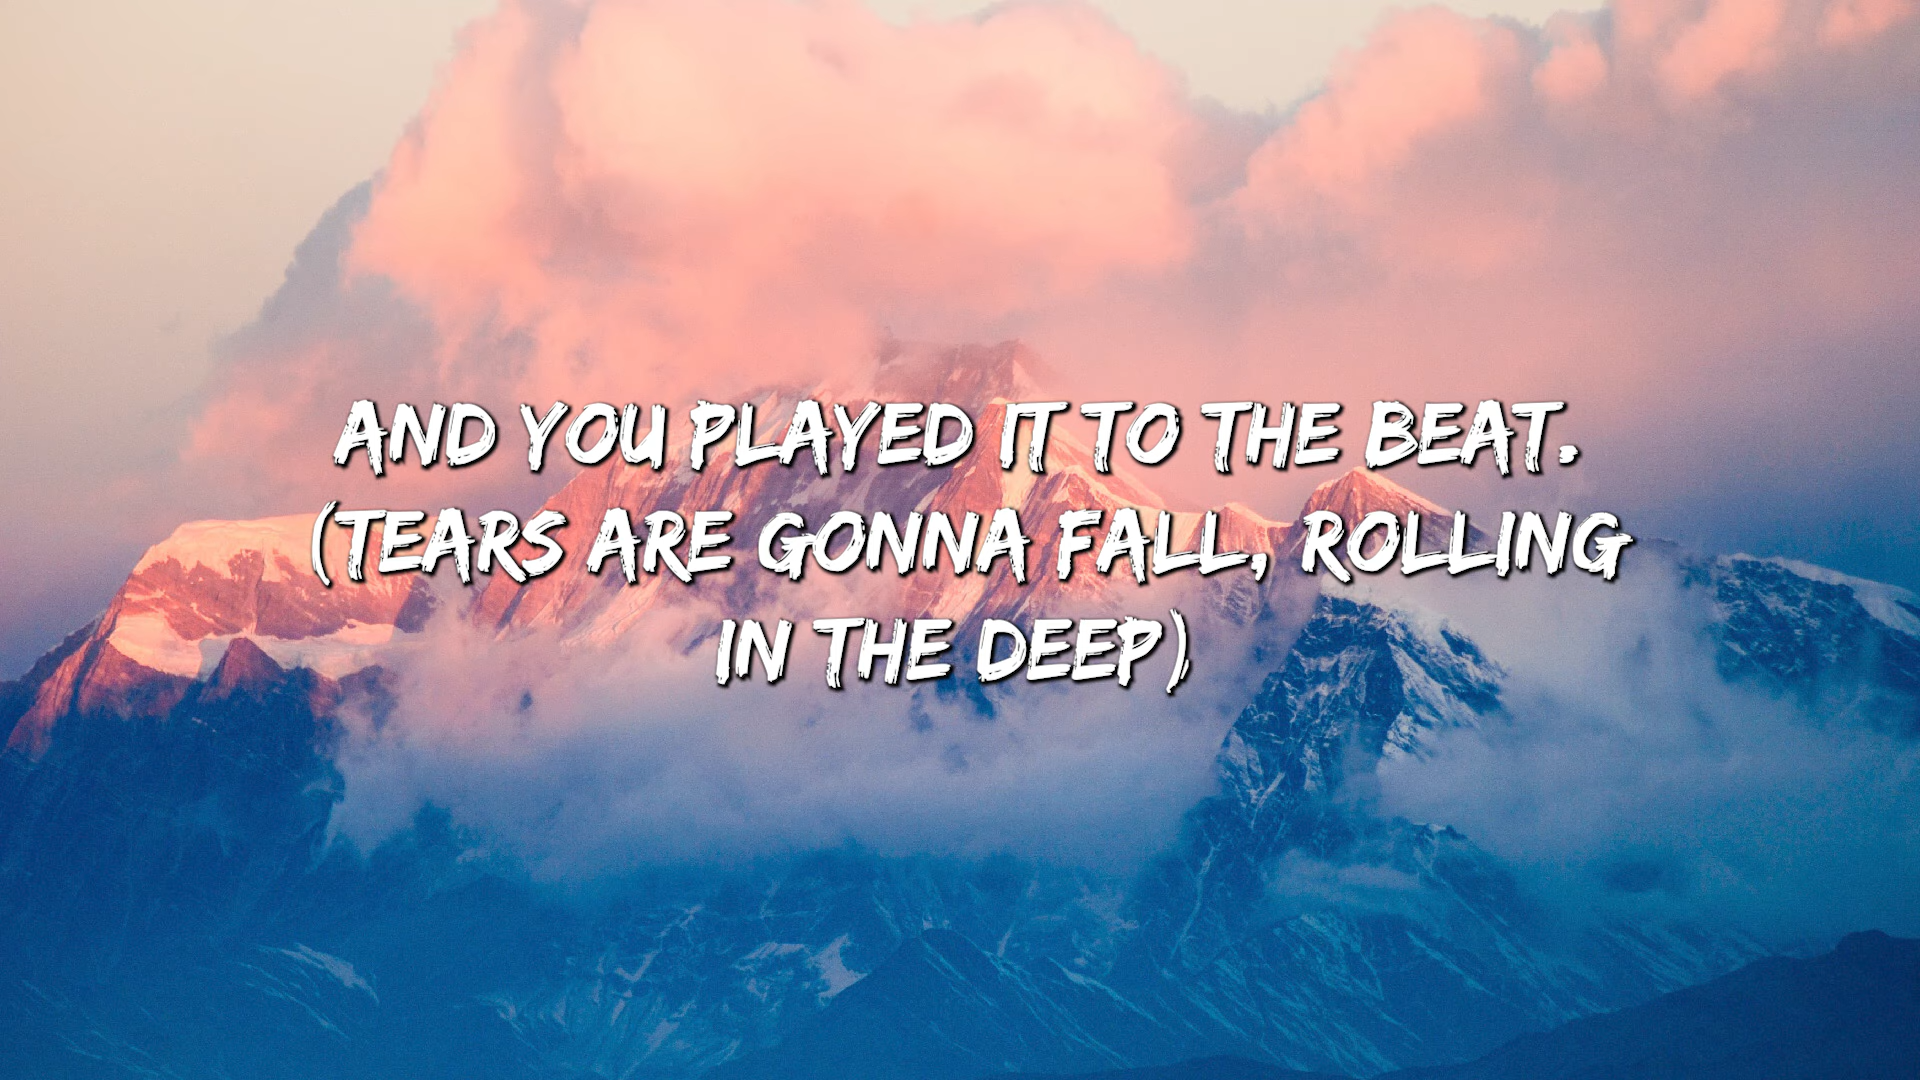 AND YOU PLAYED IT TO THE BEAT.
(TEARS ARE GONNA FALL, ROLLING
IN THE DEEP)